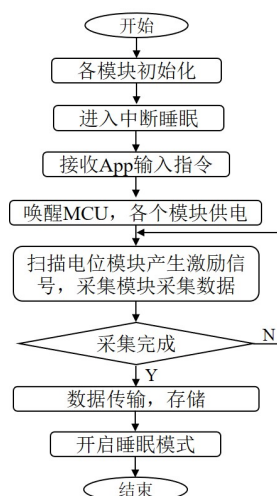 开始
各模块初始化
进入中断睡眠
接收App输入指令
唤醒MCU，各个模块供电
扫描电位模块产生激励信
号，采集模块采集数据
采集完成
N
Y
数据传输，存储
开启睡眠模式
结束